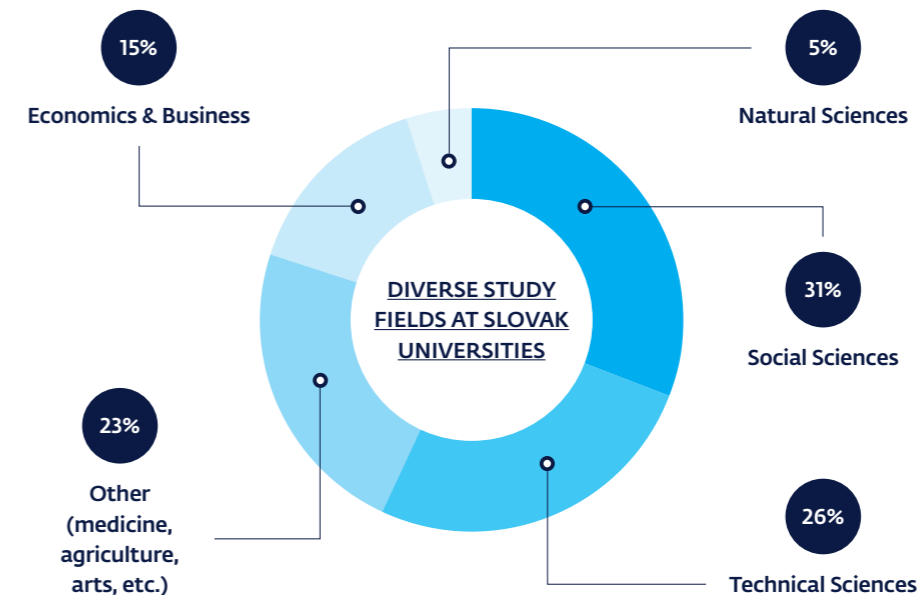 15%
Economics & Business
5%
Natural Sciences
DIVERSE STUDY
FIELDS AT SLOVAK
UNIVERSITIES
31%
Social Sciences
23%
Other
(medicine,
agriculture,
arts, etc.)
26%
Technical Sciences